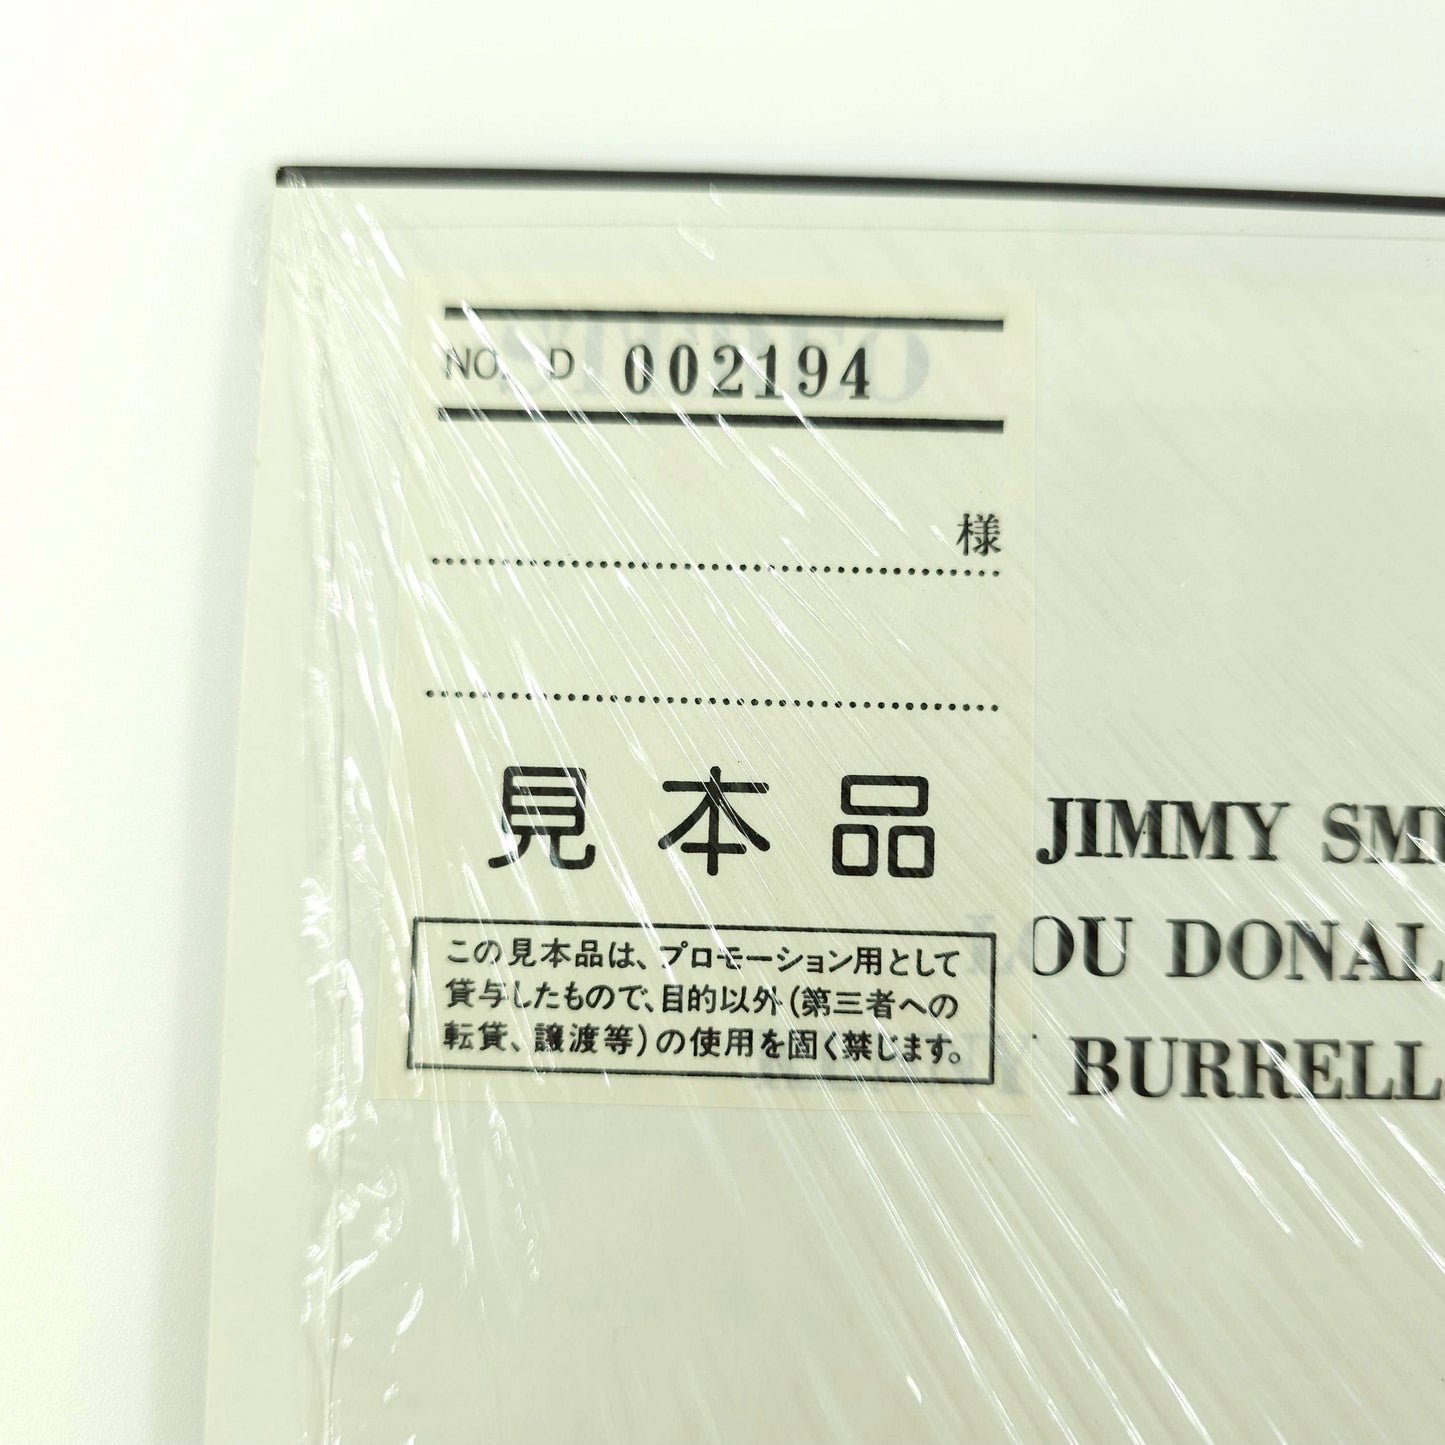 STEREO
NO. D 002194
様
見本品
この見本品は、プロモーション用として
貸与したもので、目的以外(第三者への
転貸、譲渡等)の使用を固く禁じます。
JIMMY SMI
LOU DONAL
Y BURRELL